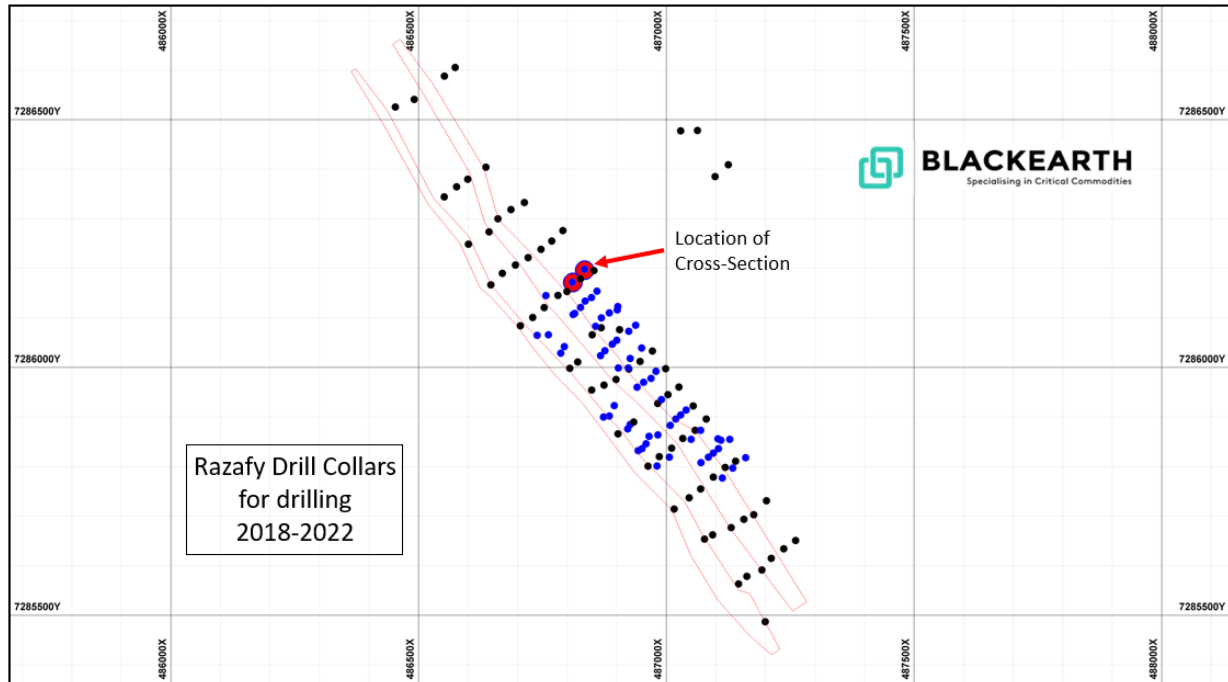 486000X
486500X
487000X
487500X
488000X
7286500Y
7286500Y
BLACKEARTH
Specialising in Critical Commodities
Location of
Cross-Section
7286000Y
7286000Y
Razafy Drill Collars
for drilling
2018-2022
7285500Y
7285500Y
486000X
486500X
487000X
487500X
488000X